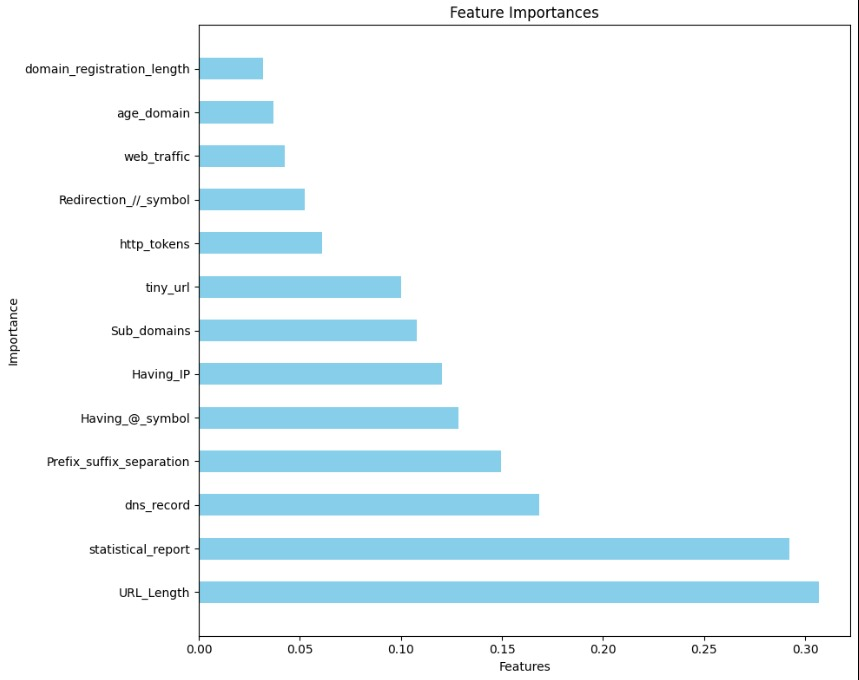 Feature Importances
domain_registration_length
age_domain
web_traffic
Redirection_//_symbol
http_tokens
tiny_url
Sub_domains
Having_IP
Having_@_symbol
Prefix_suffix_separation
dns_record
statistical_report
URL_Length
Importance
0.00 0.05 0.10 0.15 0.20 0.25 0.30
Features